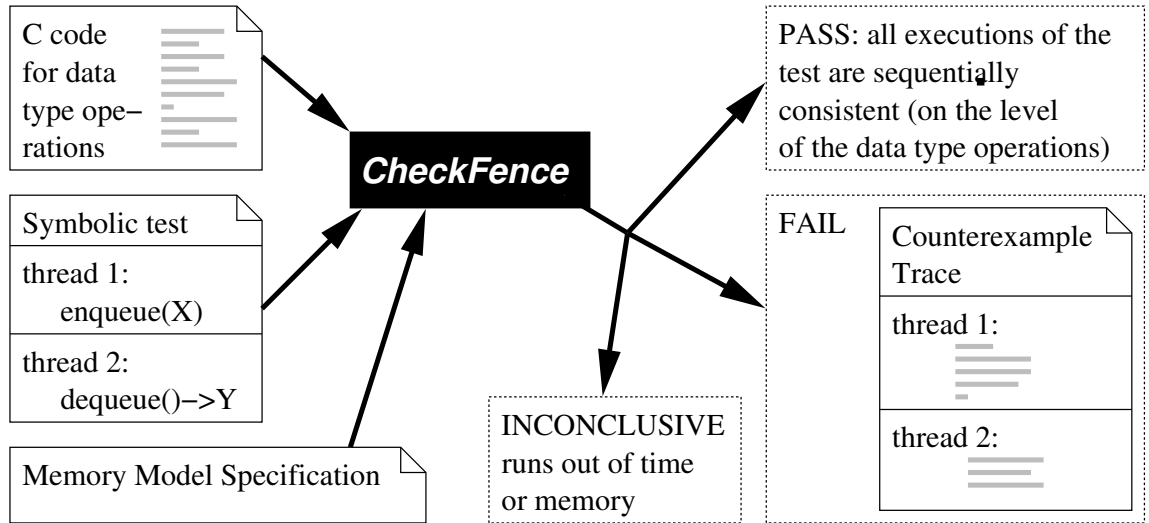 C code
for data
type ope–
rations
Symbolic test
thread 1:
enqueue(X)
thread 2:
dequeue()–>Y
Memory Model Specification
CheckFence
PASS: all executions of the
test are sequentially
consistent (on the level
of the data type operations)
FAIL
Counterexample
Trace
thread 1:
thread 2:
INCONCLUSIVE
runs out of time
or memory